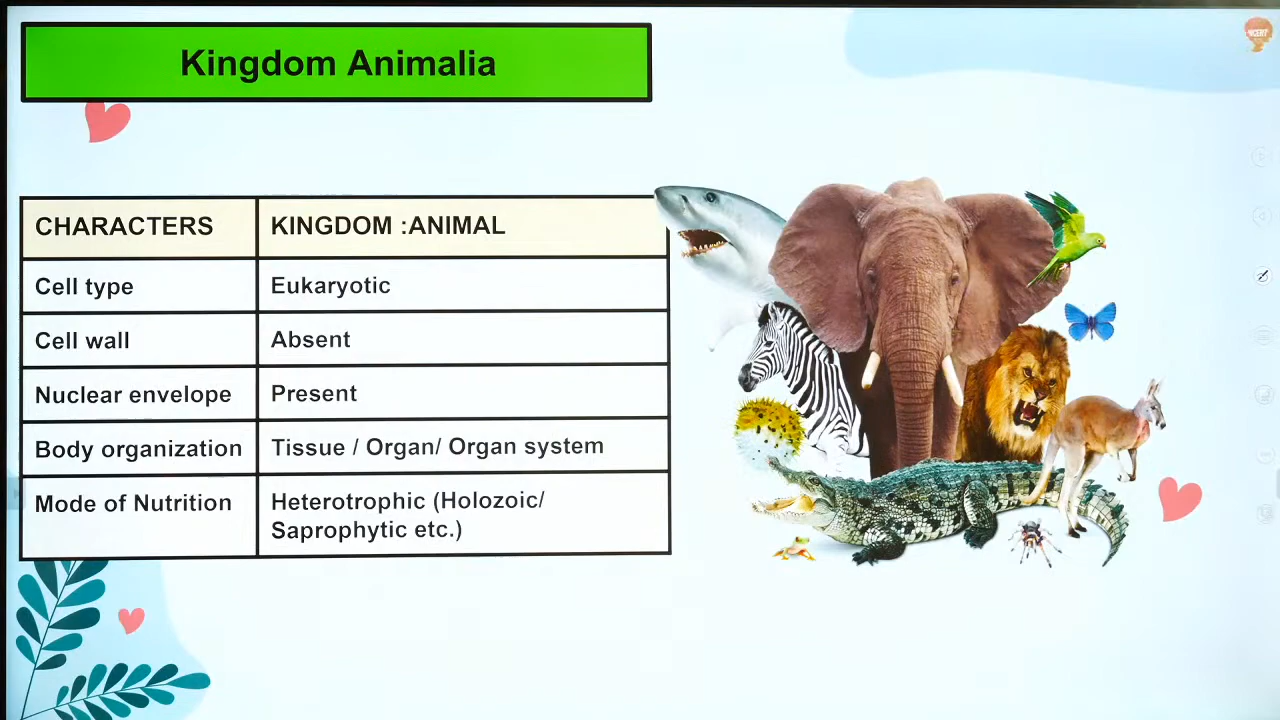 Kingdom Animalia
CHARACTERS
KINGDOM :ANIMAL
Cell type
Eukaryotic
Cell wall
Absent
Nuclear envelope
Present
Body organization
Tissue / Organ/ Organ system
Mode of Nutrition
Heterotrophic (Holozoic/
Saprophytic etc.)